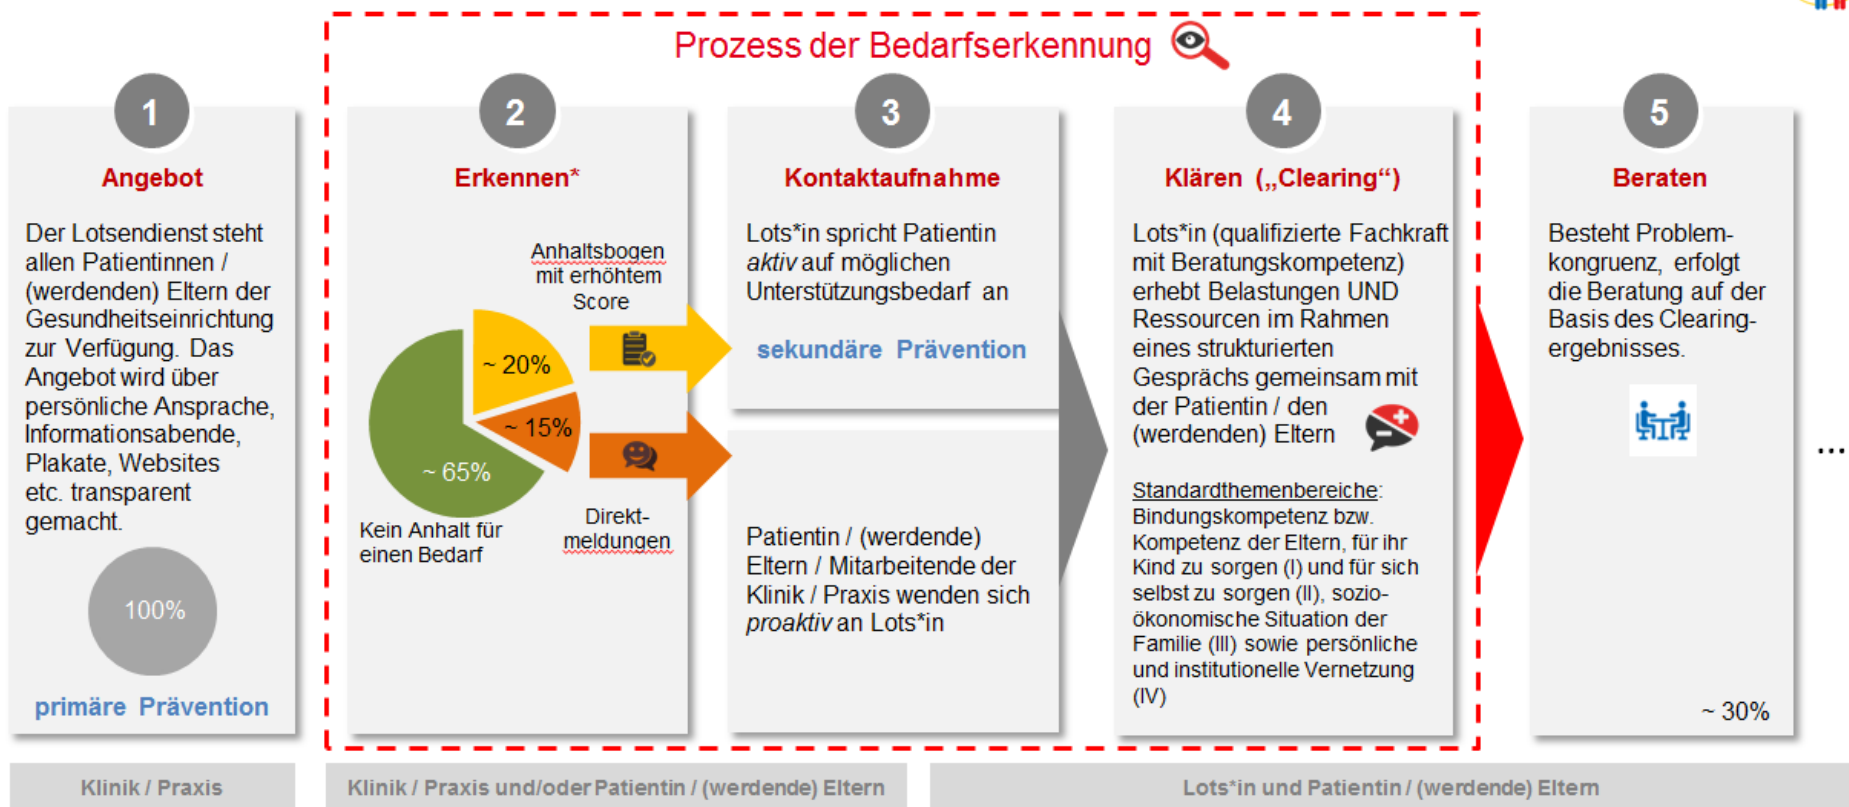 Prozess der Bedarfserkennung
1
Angebot
Der Lotsendienst steht
allen Patientinnen /
(werdenden) Eltern der
Gesundheitseinrichtung
zur Verfügung. Das
Angebot wird über
persönliche Ansprache,
Informationsabende,
Plakate, Websites
etc. transparent
gemacht.
100%
primäre Prävention
2
Erkennen*
Anhaltsbogen
mit erhöhtem
Score
~ 20%
~ 15%
~ 65%
Kein Anhalt für
einen Bedarf
Direkt-
meldungen
3
Kontaktaufnahme
Lots*in spricht Patientin
aktiv auf möglichen
Unterstützungsbedarf an
sekundäre Prävention
Patientin / (werdende)
Eltern / Mitarbeitende der
Klinik / Praxis wenden sich
proaktiv an Lots*in
4
Klären („Clearing“)
Lots*in (qualifizierte Fachkraft
mit Beratungskompetenz)
erhebt Belastungen UND
Ressourcen im Rahmen
eines strukturierten
Gesprächs gemeinsam mit
der Patientin / den
(werdenden) Eltern
Standardthemenbereiche:
Bindungskompetenz bzw.
Kompetenz der Eltern, für ihr
Kind zu sorgen (I) und für sich
selbst zu sorgen (II), sozio-
ökonomische Situation der
Familie (III) sowie persönliche
und institutionelle Vernetzung
(IV)
5
Beraten
Besteht Problem-
kongruenz, erfolgt
die Beratung auf der
Basis des Clearing-
ergebnisses.
~ 30%
...
Klinik / Praxis
Klinik / Praxis und/oder Patientin / (werdende) Eltern
Lots*in und Patientin / (werdende) Eltern